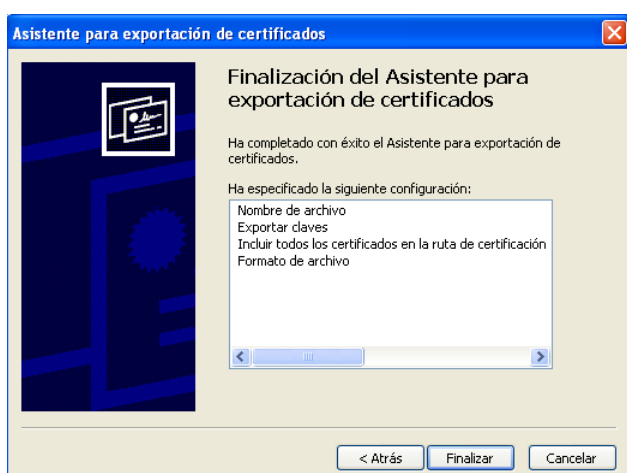 Asistente para exportación de certificados
Finalización del Asistente para
exportación de certificados
Ha completado con éxito el Asistente para exportación de
certificados.
Ha especificado la siguiente configuración:
Nombre de archivo
Exportar claves
Incluir todos los certificados en la ruta de certificación
Formato de archivo
< Atrás
Finalizar
Cancelar